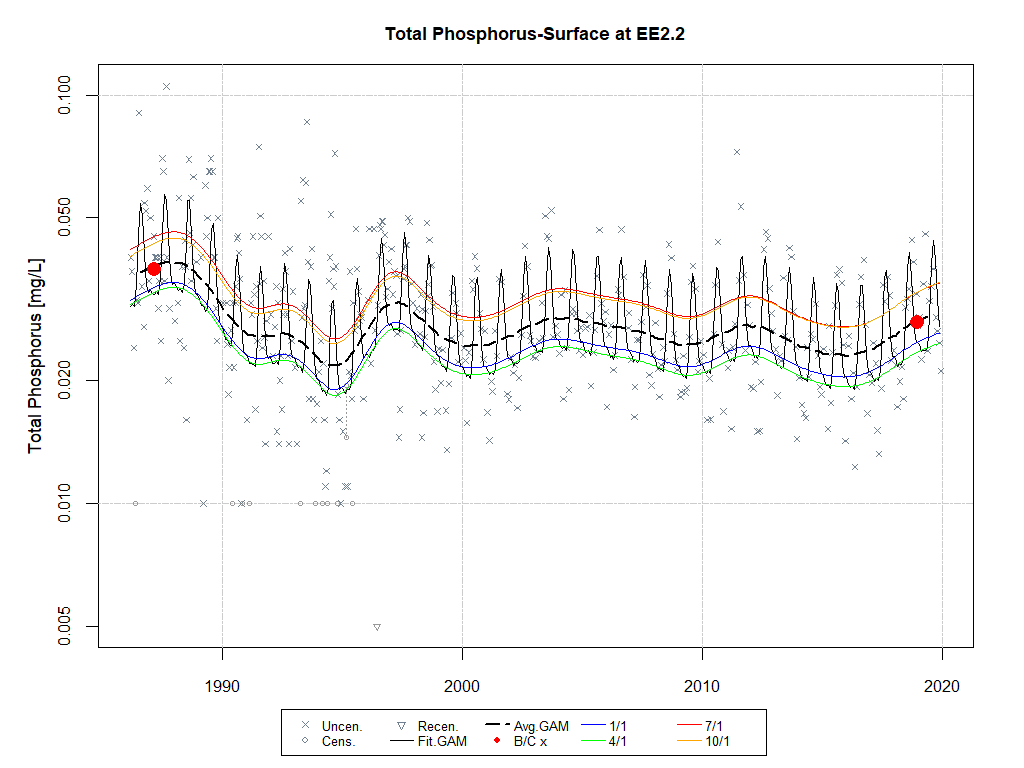 Total Phosphorus-Surface at EE2.2
Total Phosphorus [mg/L]
0.100
0.050
0.020
0.010
0.005
1990 2000 2010 2020
Uncen. Recen. Avg.GAM 1/1 7/1
Cens. Fit.GAM B/C x 4/1 10/1